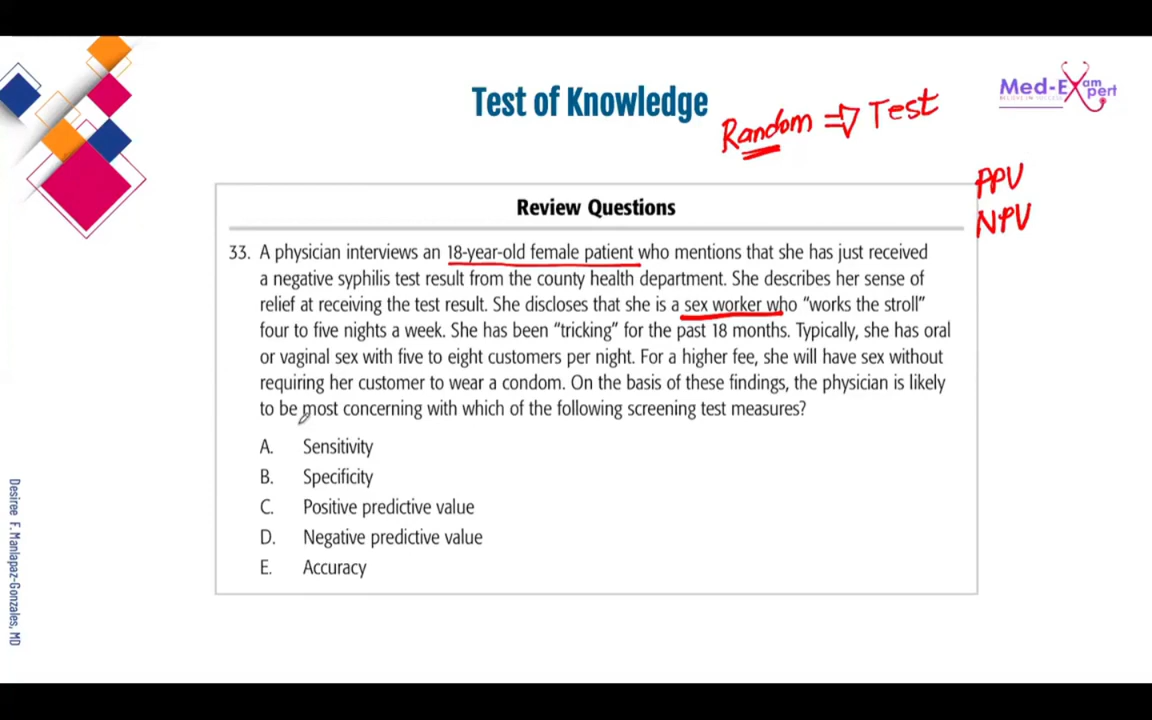 Test of Knowledge
Med-Exam
pert
BELIEVE IN SUCCESS
Random => Test
PPV
NPV
Review Questions
33. A physician interviews an 18-year-old female patient who mentions that she has just received
a negative syphilis test result from the county health department. She describes her sense of
relief at receiving the test result. She discloses that she is a sex worker who “works the stroll”
four to five nights a week. She has been “tricking” for the past 18 months. Typically, she has oral
or vaginal sex with five to eight customers per night. For a higher fee, she will have sex without
requiring her customer to wear a condom. On the basis of these findings, the physician is likely
to be most concerning with which of the following screening test measures?
A. Sensitivity
B. Specificity
C. Positive predictive value
D. Negative predictive value
E. Accuracy
Desiree F. Manlapaz-Gonzales, MD